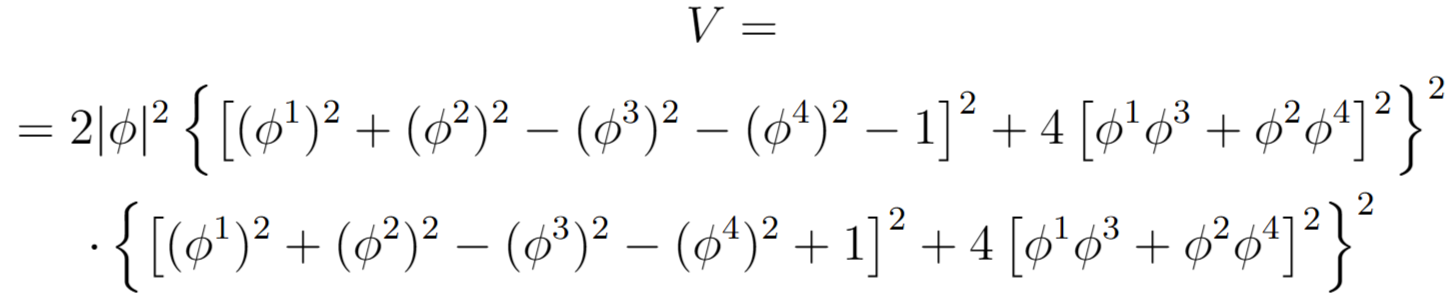 V =
= 2|ϕ|² {[(ϕ¹)² + (ϕ²)² − (ϕ³)² − (ϕ⁴)² − 1]² + 4 [ϕ¹ϕ³ + ϕ²ϕ⁴]²}²
· {[(ϕ¹)² + (ϕ²)² − (ϕ³)² − (ϕ⁴)² + 1]² + 4 [ϕ¹ϕ³ + ϕ²ϕ⁴]²}²